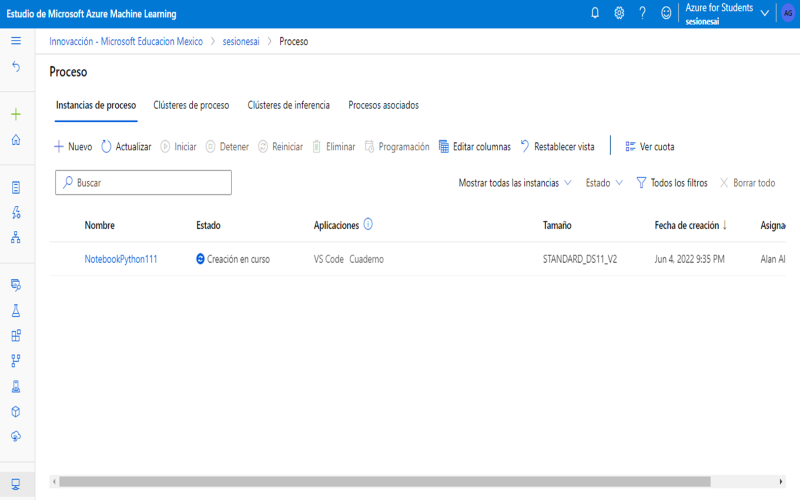 Estudio de Microsoft Azure Machine Learning
Azure for Students
sesionesai
AG
Innovacción - Microsoft Educacion Mexico > sesionesai > Proceso
Proceso
Instancias de proceso Clústeres de proceso Clústeres de inferencia Procesos asociados
Nuevo Actualizar Iniciar Detener Reiniciar Eliminar Programación Editar columnas Restablecer vista Ver cuota
Buscar Mostrar todas las instancias Estado Todos los filtros Borrar todo
Nombre Estado Aplicaciones Tamaño Fecha de creación ↓ Asigna
NotebookPython111 Creación en curso VS Code Cuaderno STANDARD_DS11_V2 Jun 4, 2022 9:35 PM Alan Al